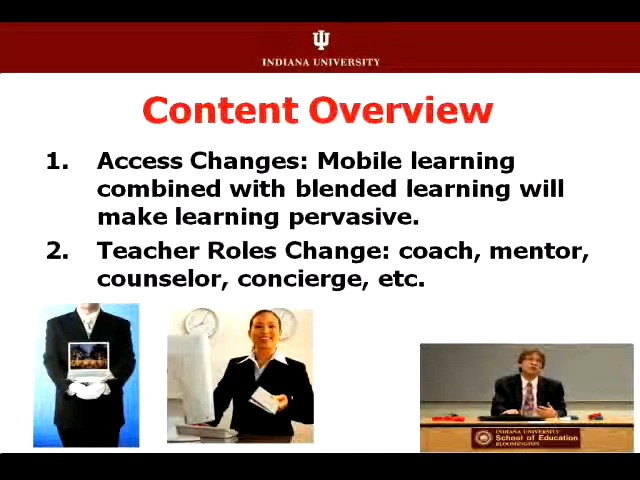 INDIANA UNIVERSITY
Content Overview
1. Access Changes: Mobile learning
combined with blended learning will
make learning pervasive.
2. Teacher Roles Change: coach, mentor,
counselor, concierge, etc.
INDIANA UNIVERSITY
School of Education
BLOOMINGTON